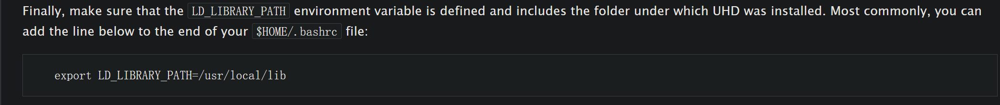 Finally, make sure that the LD_LIBRARY_PATH environment variable is defined and includes the folder under which UHD was installed. Most commonly, you can
add the line below to the end of your $HOME/.bashrc file:
export LD_LIBRARY_PATH=/usr/local/lib